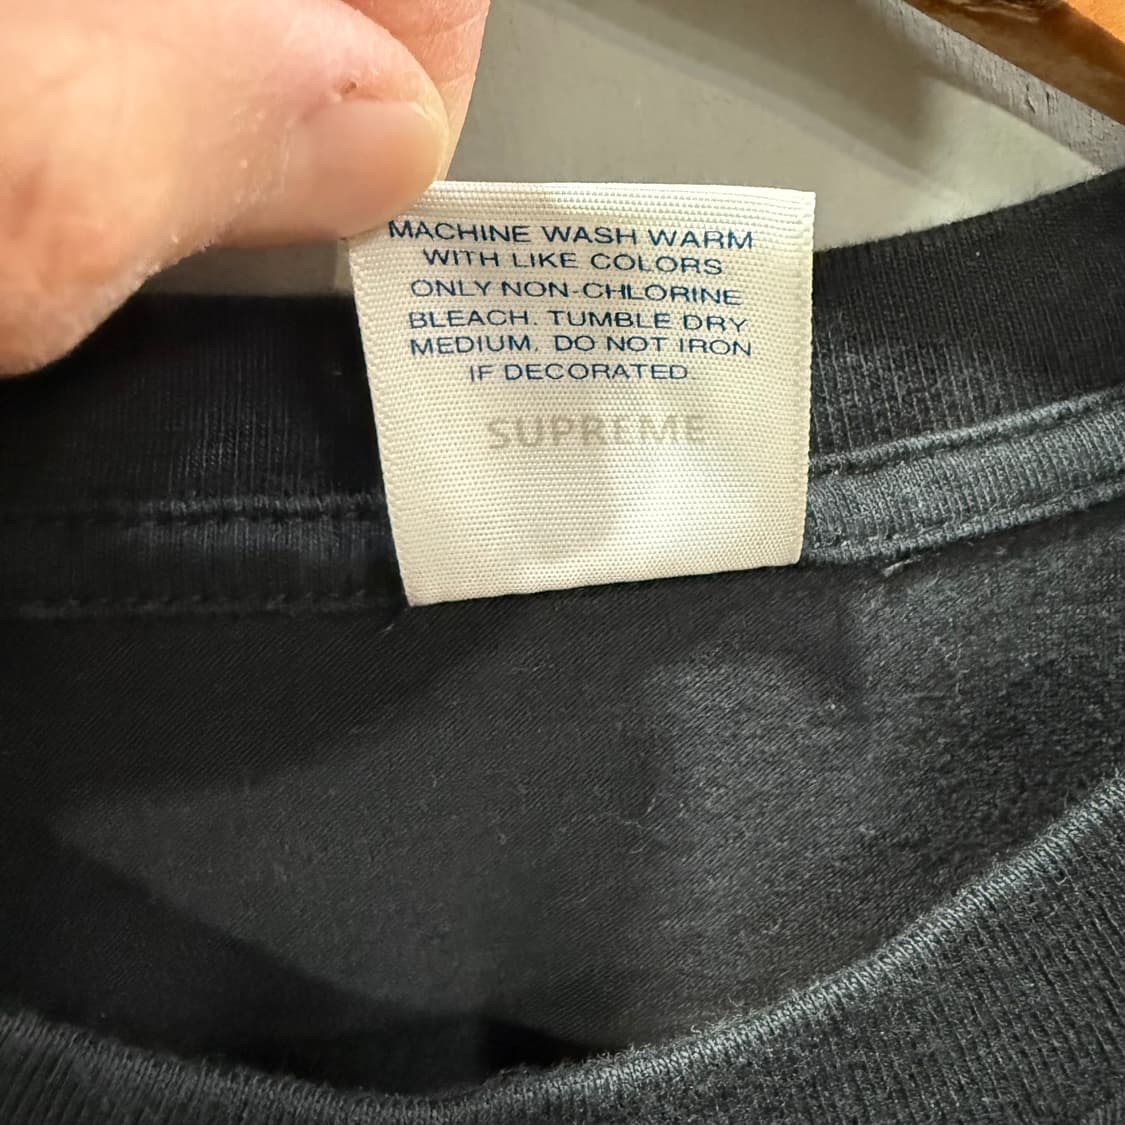 MACHINE WASH WARM
WITH LIKE COLORS
ONLY NON-CHLORINE
BLEACH. TUMBLE DRY
MEDIUM. DO NOT IRON
IF DECORATED.
SUPREME